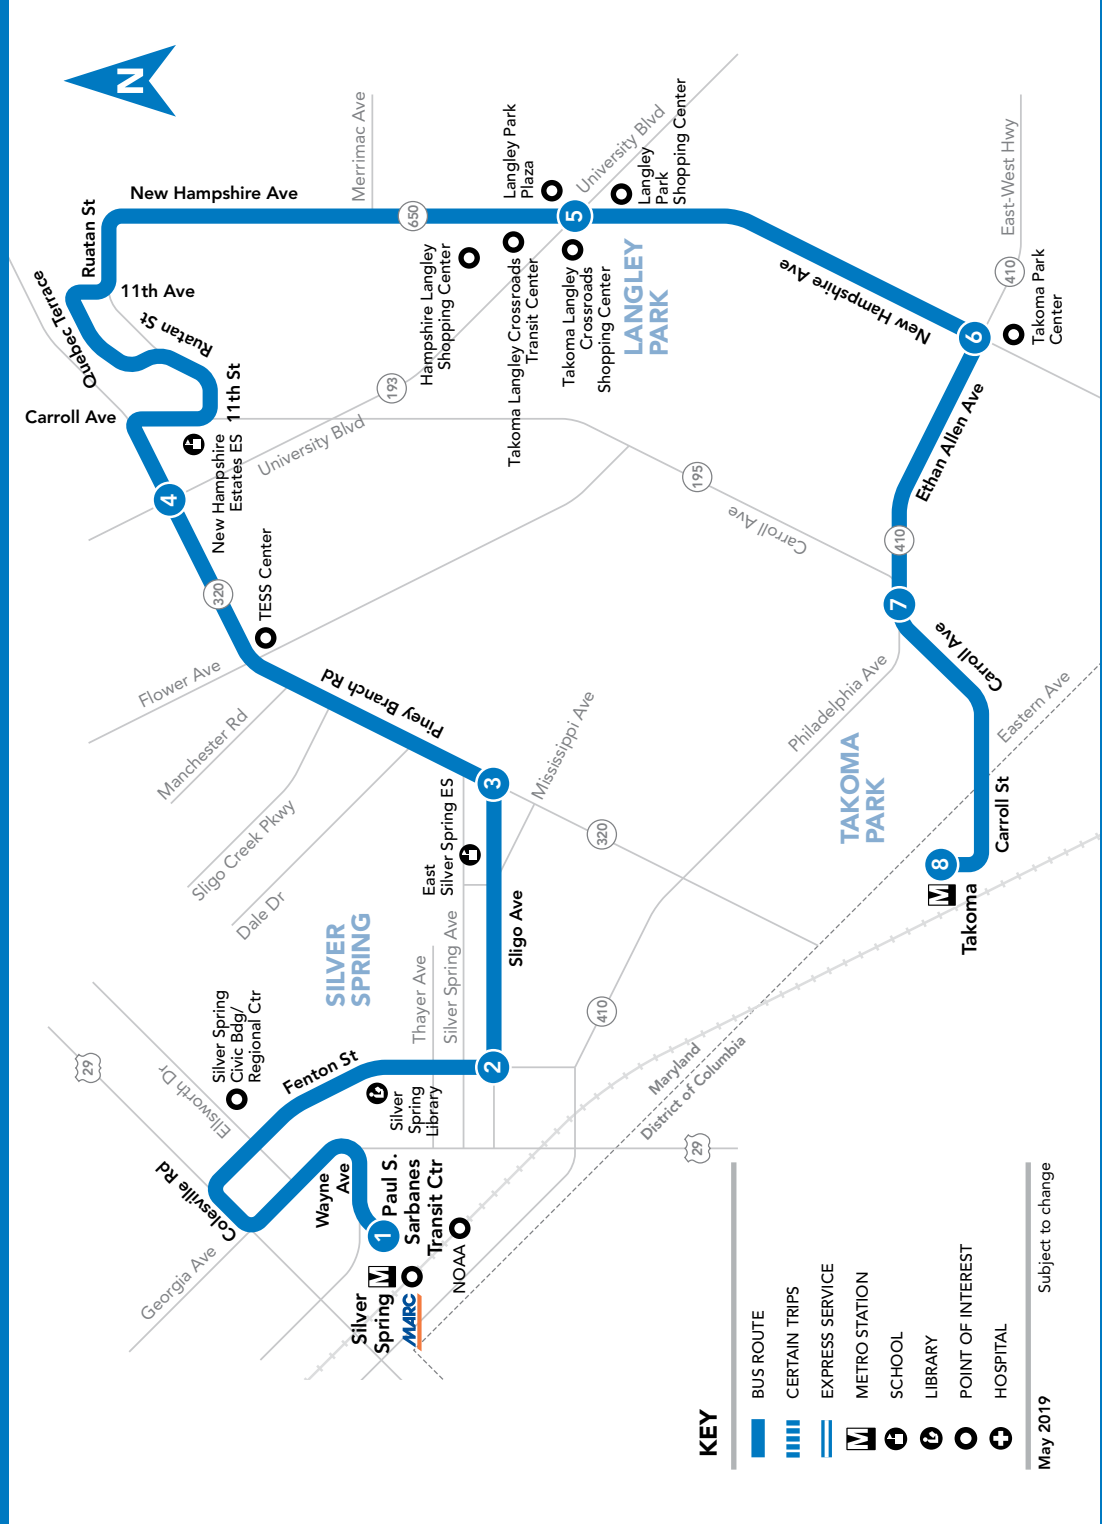 N
Merrimac Ave
New Hampshire Ave
650
Ruatan St
11th Ave
Quebec Terrace
Ruatan St
Carroll Ave
11th St
New Hampshire
Estates ES
4
193
University Blvd
320
TESS Center
Langley Park
Plaza
University Blvd
Langley
Park
Shopping Center
5
Hampshire Langley
Shopping Center
Takoma Langley Crossroads
Transit Center
Takoma Langley
Crossroads
Shopping Center
LANGLEY
PARK
New Hampshire Ave
East-West Hwy
410
6
Takoma Park
Center
Ethan Allen Ave
410
195
Carroll Ave
7
Carroll Ave
Philadelphia Ave
Eastern Ave
TAKOMA
PARK
Carroll St
8
M
Takoma
Flower Ave
Manchester Rd
Sligo Creek Pkwy
Dale Dr
Piney Branch Rd
3
Mississippi Ave
320
East
Silver Spring ES
Sligo Ave
Silver Spring Ave
Thayer Ave
SILVER
SPRING
410
Maryland
District of Columbia
2
29
Silver Spring
Civic Bdg/
Regional Ctr
Ellsworth Dr
Fenton St
Silver
Spring
Library
29
Colesville Rd
Georgia Ave
Wayne
Ave
1
Paul S.
Sarbanes
Transit Ctr
NOAA
Silver
Spring
M
MARC
KEY
BUS ROUTE
CERTAIN TRIPS
EXPRESS SERVICE
M METRO STATION
SCHOOL
LIBRARY
POINT OF INTEREST
HOSPITAL
May 2019
Subject to change